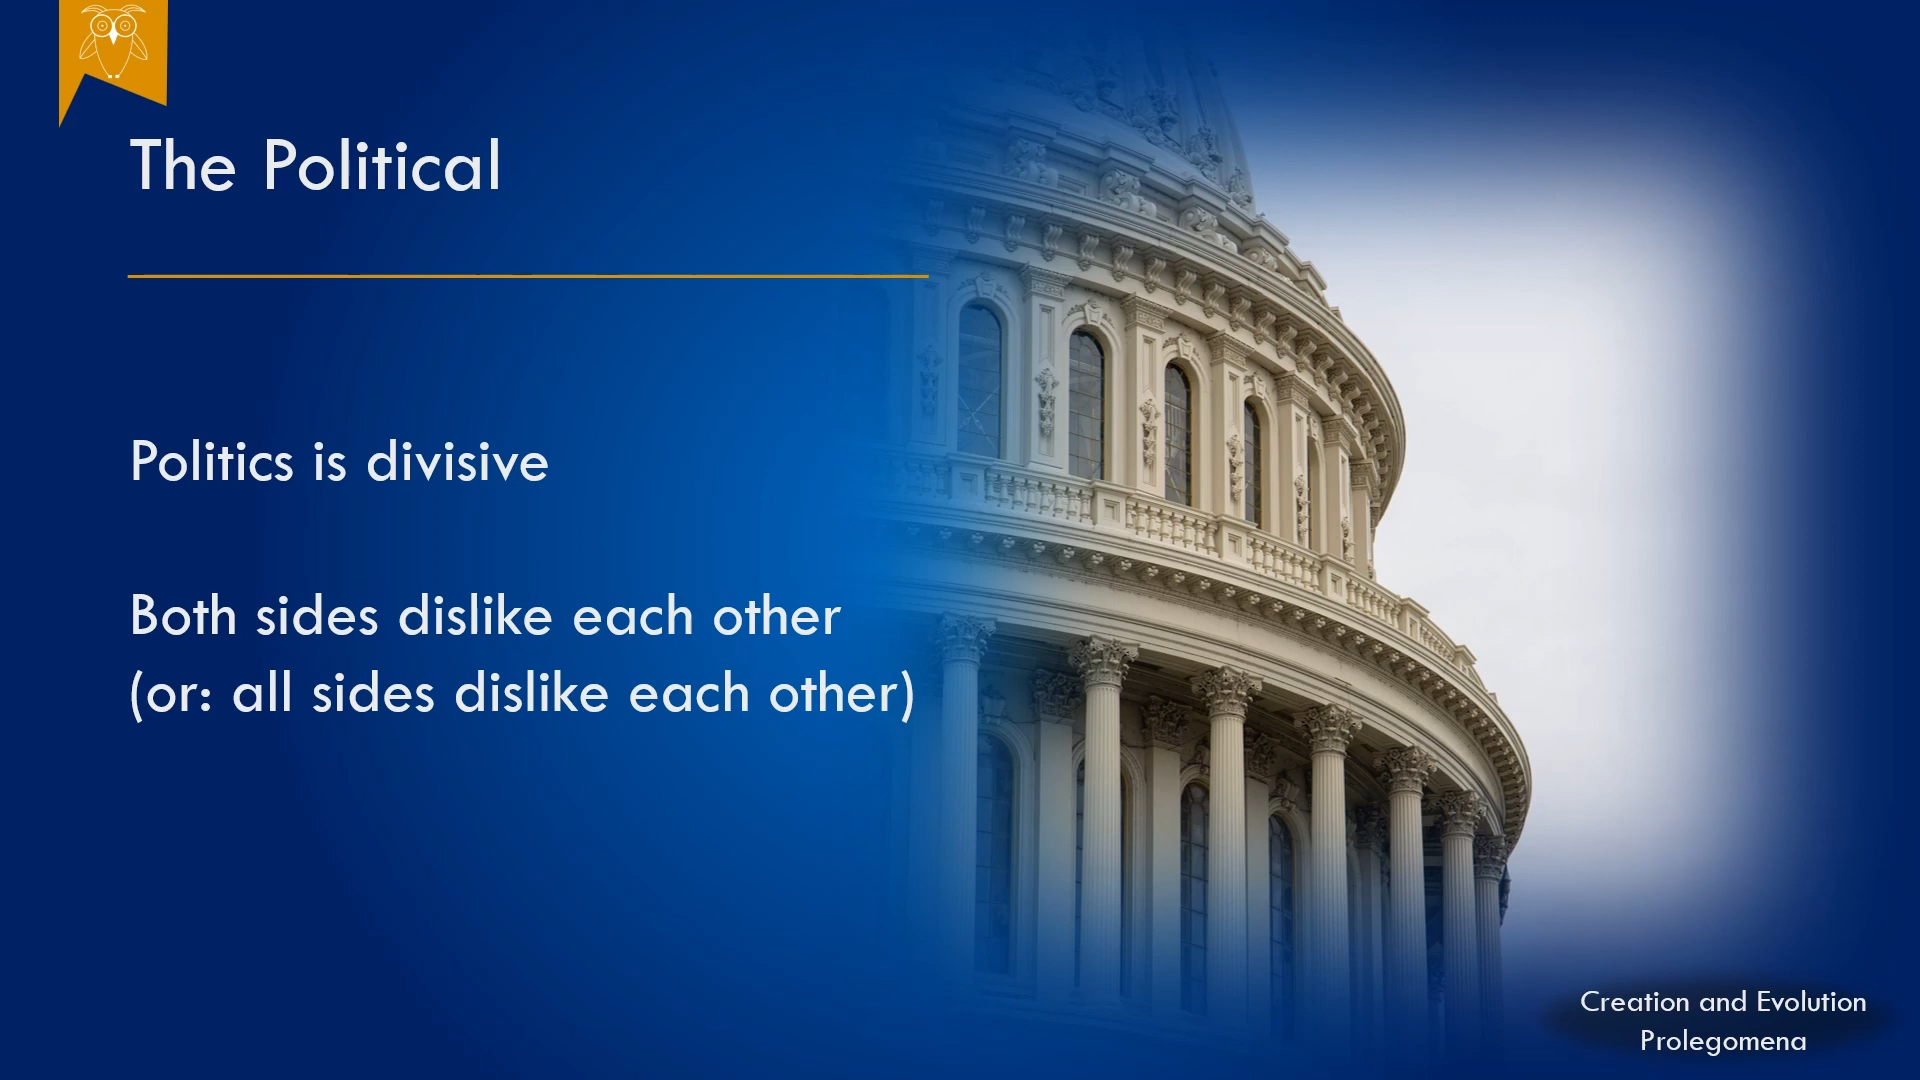 The Political
Politics is divisive
Both sides dislike each other
(or: all sides dislike each other)
Creation and Evolution
Prolegomena